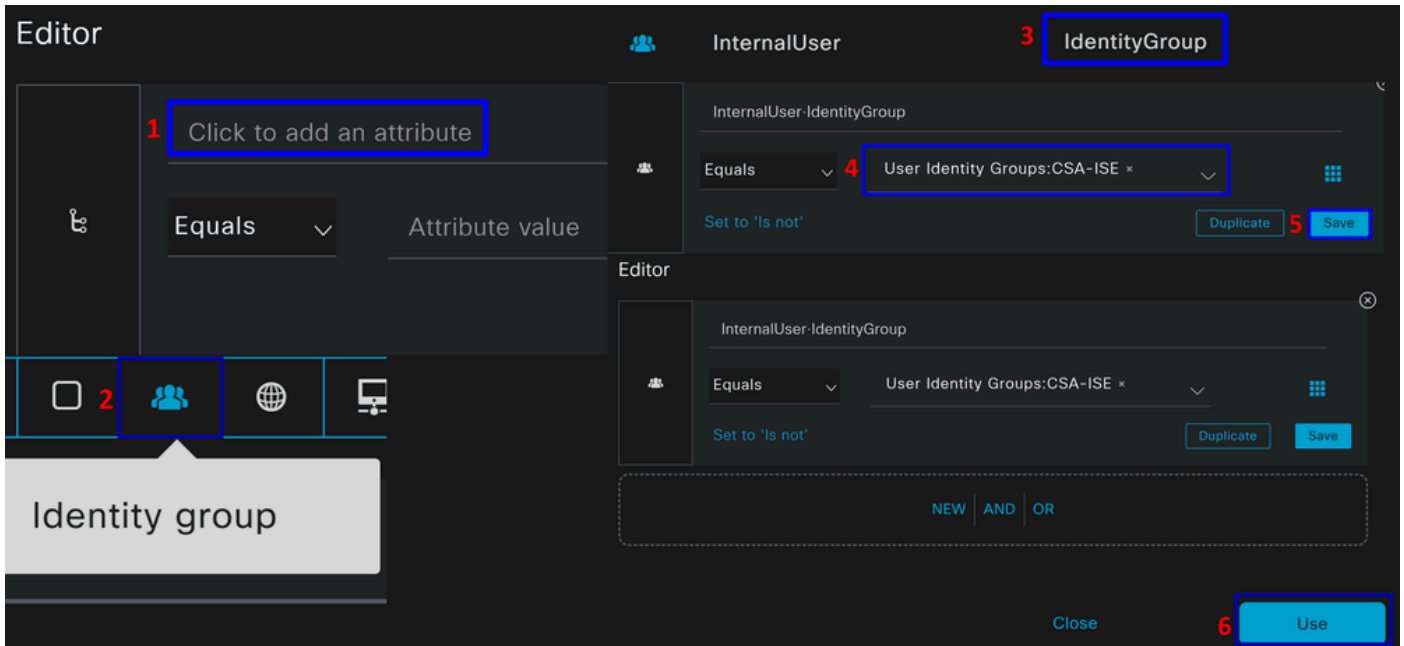 Editor
1 Click to add an attribute
Equals
Attribute value
2
Identity group
InternalUser
3 IdentityGroup
InternalUser·IdentityGroup
Equals
4 User Identity Groups:CSA-ISE ×
Set to 'Is not'
Duplicate
5 Save
Editor
InternalUser·IdentityGroup
Equals
User Identity Groups:CSA-ISE ×
Set to 'Is not'
Duplicate
Save
NEW AND OR
Close
6 Use